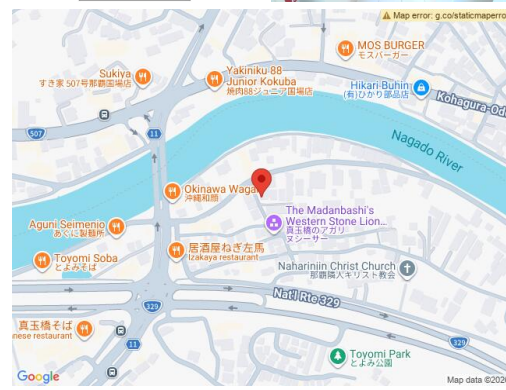 Map error: g.co/staticmaperro
MOS BURGER
モスバーガー
Sukiya
すき家 507号那覇国場店
Yakiniku 88
Junior Kokuba
焼肉88ジュニア国場店
Hikari Buhin
(有)ひかり部品店
Kohagura-Od
507
11
Nagado River
Okinawa Waga
沖縄和顔
The Madanbashi's
Western Stone Lion...
真玉橋のアガリ
ヌシーサー
Aguni Seimenjo
あぐに製麺所
居酒屋ねぎ左馬
Izakaya restaurant
Toyomi Soba
とよみそば
Naharinjin Christ Church
那覇隣人キリスト教会
329
Nat'l Rte 329
真玉橋そば
nese restaurant
11
329
Toyomi Park
とよみ公園
Google
Map data ©2026